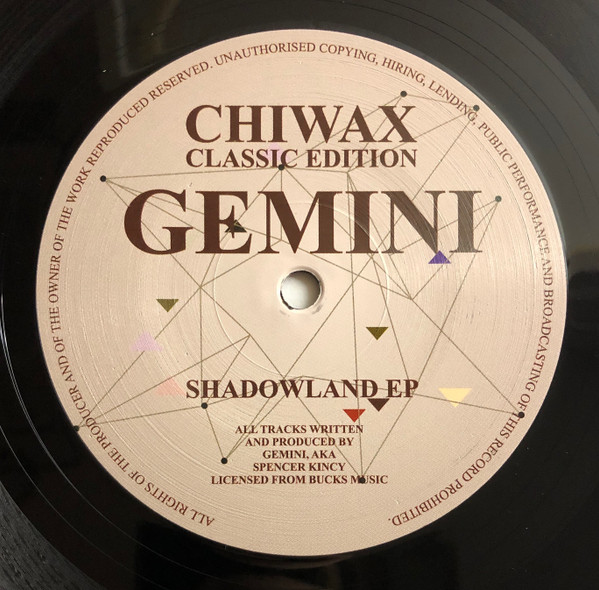 CHIWAX
CLASSIC EDITION
GEMINI
SHADOWLAND EP
ALL TRACKS WRITTEN
AND PRODUCED BY
GEMINI, AKA
SPENCER KINCY
LICENSED FROM BUCKS MUSIC
ALL RIGHTS OF THE PRODUCER AND OF THE OWNER OF THE WORK REPRODUCED RESERVED. UNAUTHORISED COPYING, HIRING, LENDING, PUBLIC PERFORMANCE AND BROADCASTING OF THIS RECORD PROHIBITED.